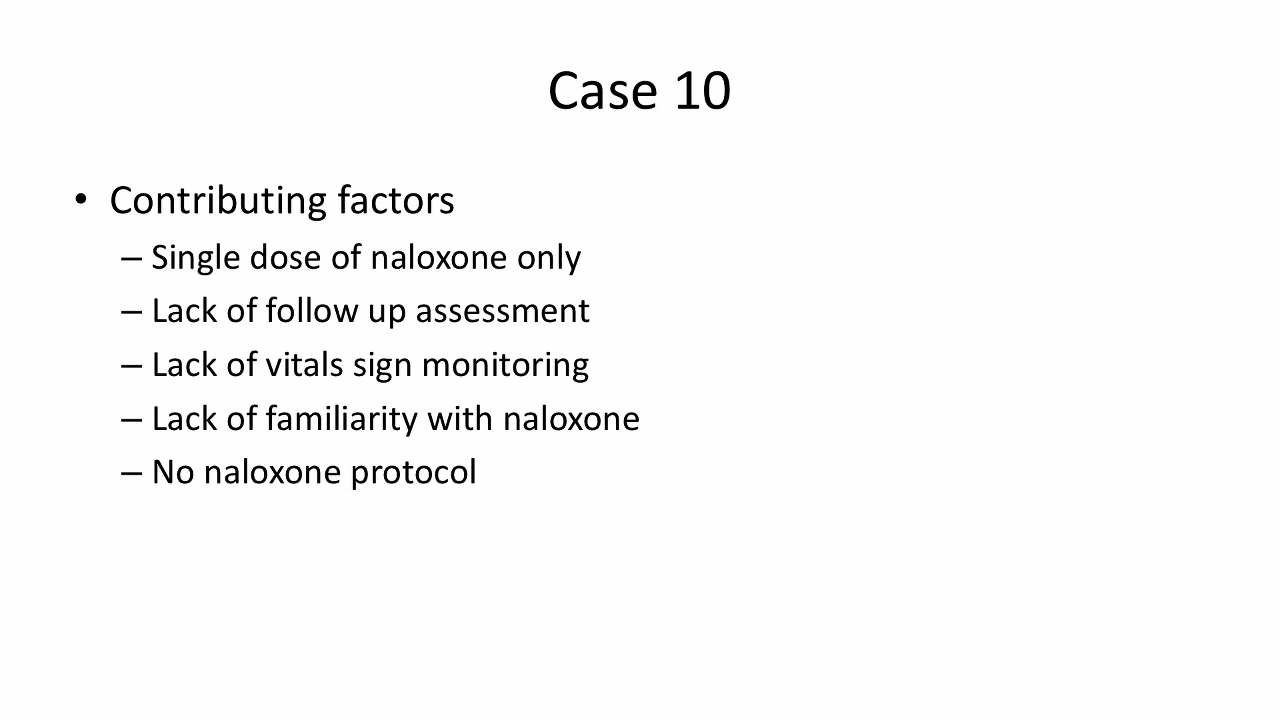 Case 10
• Contributing factors
– Single dose of naloxone only
– Lack of follow up assessment
– Lack of vitals sign monitoring
– Lack of familiarity with naloxone
– No naloxone protocol